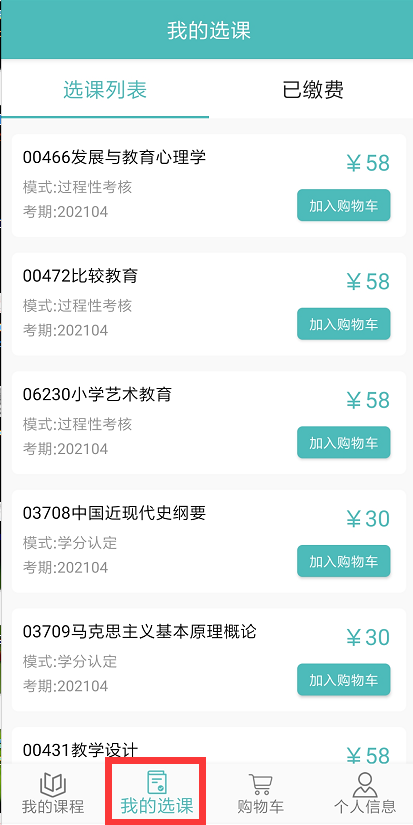 我的选课
选课列表 已缴费
00466发展与教育心理学
￥58
模式:过程性考核
加入购物车
考期:202104
00472比较教育
￥58
模式:过程性考核
加入购物车
考期:202104
06230小学艺术教育
￥58
模式:过程性考核
加入购物车
考期:202104
03708中国近现代史纲要
￥30
模式:学分认定
加入购物车
考期:202104
03709马克思主义基本原理概论
￥30
模式:学分认定
加入购物车
考期:202104
00431教学设计
￥58
我的课程 我的选课 购物车 个人信息